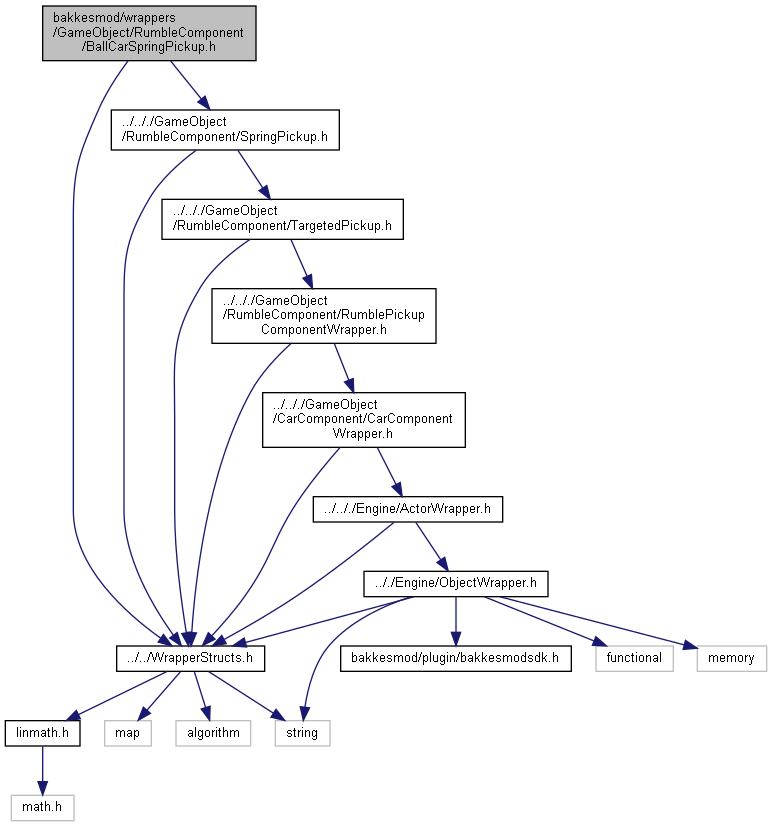 bakkesmod/wrappers
/GameObject/RumbleComponent
/BallCarSpringPickup.h
../.././GameObject
/RumbleComponent/SpringPickup.h
../.././GameObject
/RumbleComponent/TargetedPickup.h
../.././GameObject
/RumbleComponent/RumblePickup
ComponentWrapper.h
../.././GameObject
/CarComponent/CarComponent
Wrapper.h
../.././Engine/ActorWrapper.h
.././Engine/ObjectWrapper.h
../../WrapperStructs.h
bakkesmod/plugin/bakkesmodsdk.h
functional
memory
linmath.h
map
algorithm
string
math.h